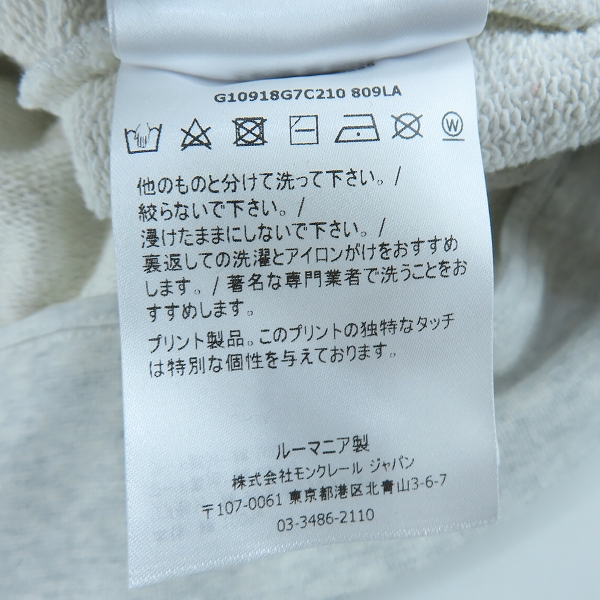 G10918G7C210 809LA
W
他のものと分けて洗って下さい。/
絞らないで下さい。/
浸けたままにしないで下さい。/
裏返しての洗濯とアイロンがけをおすすめ
します。/ 著名な専門業者で洗うことをお
すすめします。
プリント製品。このプリントの独特なタッチ
は特別な個性を与えております。
ルーマニア製
株式会社モンクレール ジャパン
〒107-0061 東京都港区北青山3-6-7
03-3486-2110